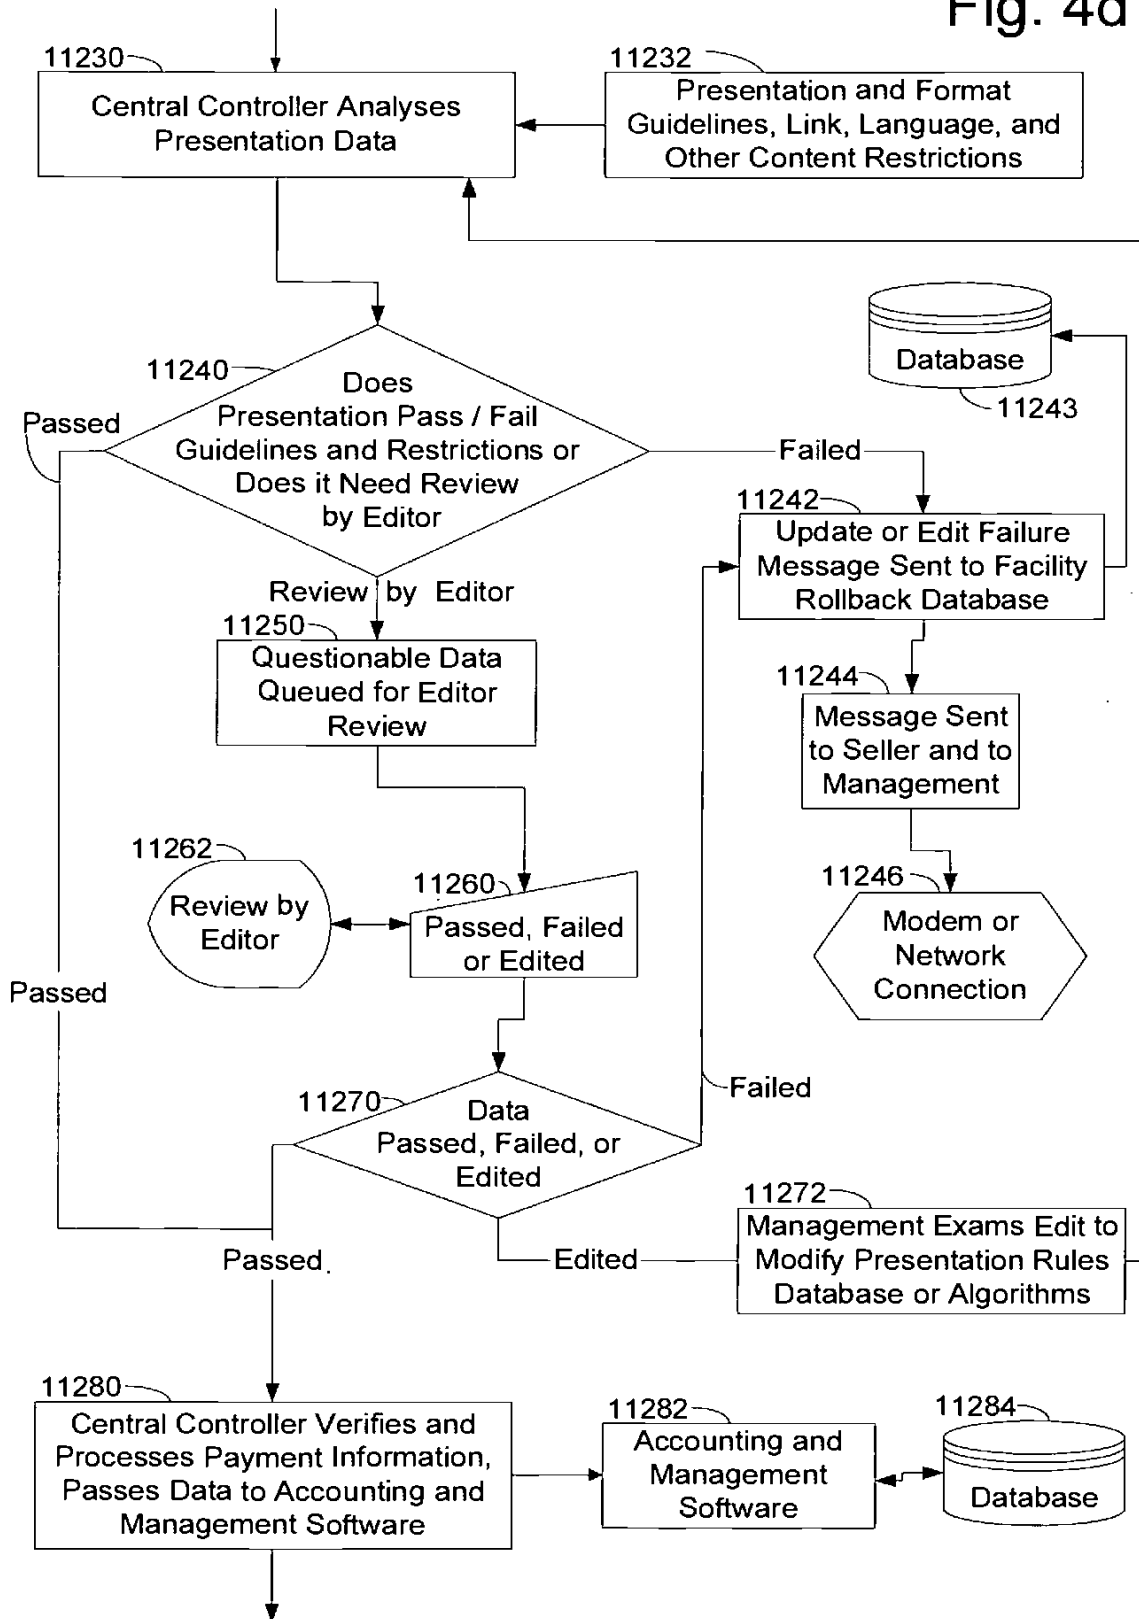 Fig. 4d
11230
Central Controller Analyses
Presentation Data
11232
Presentation and Format
Guidelines, Link, Language, and
Other Content Restrictions
11240
Does
Presentation Pass / Fail
Guidelines and Restrictions or
Does it Need Review
by Editor
Passed
Failed
Database
11243
11242
Update or Edit Failure
Message Sent to Facility
Rollback Database
Review by Editor
11250
Questionable Data
Queued for Editor
Review
11244
Message Sent
to Seller and to
Management
11262
Review by
Editor
11260
Passed, Failed
or Edited
11246
Modem or
Network
Connection
Passed
11270
Data
Passed, Failed, or
Edited
Failed
Passed
Edited
11272
Management Exams Edit to
Modify Presentation Rules
Database or Algorithms
11280
Central Controller Verifies and
Processes Payment Information,
Passes Data to Accounting and
Management Software
11282
Accounting and
Management
Software
11284
Database